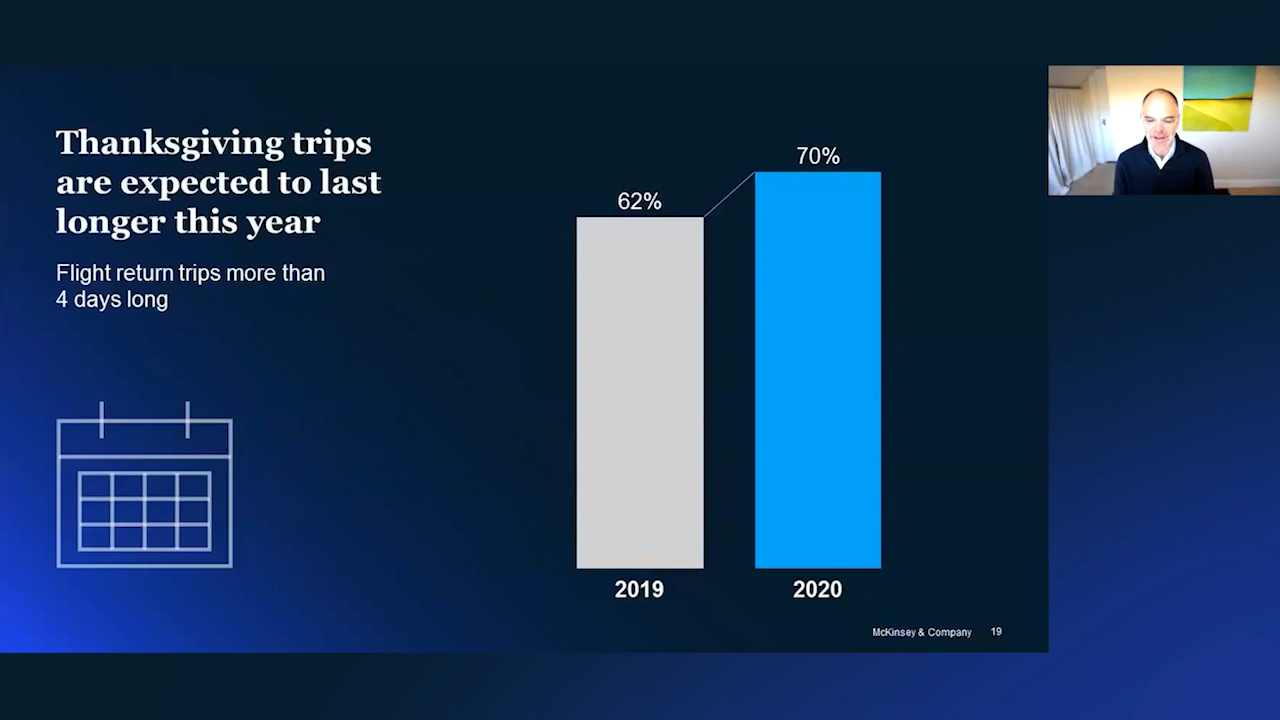 Thanksgiving trips
are expected to last
longer this year
Flight return trips more than
4 days long
62%
70%
2019
2020
McKinsey & Company 19